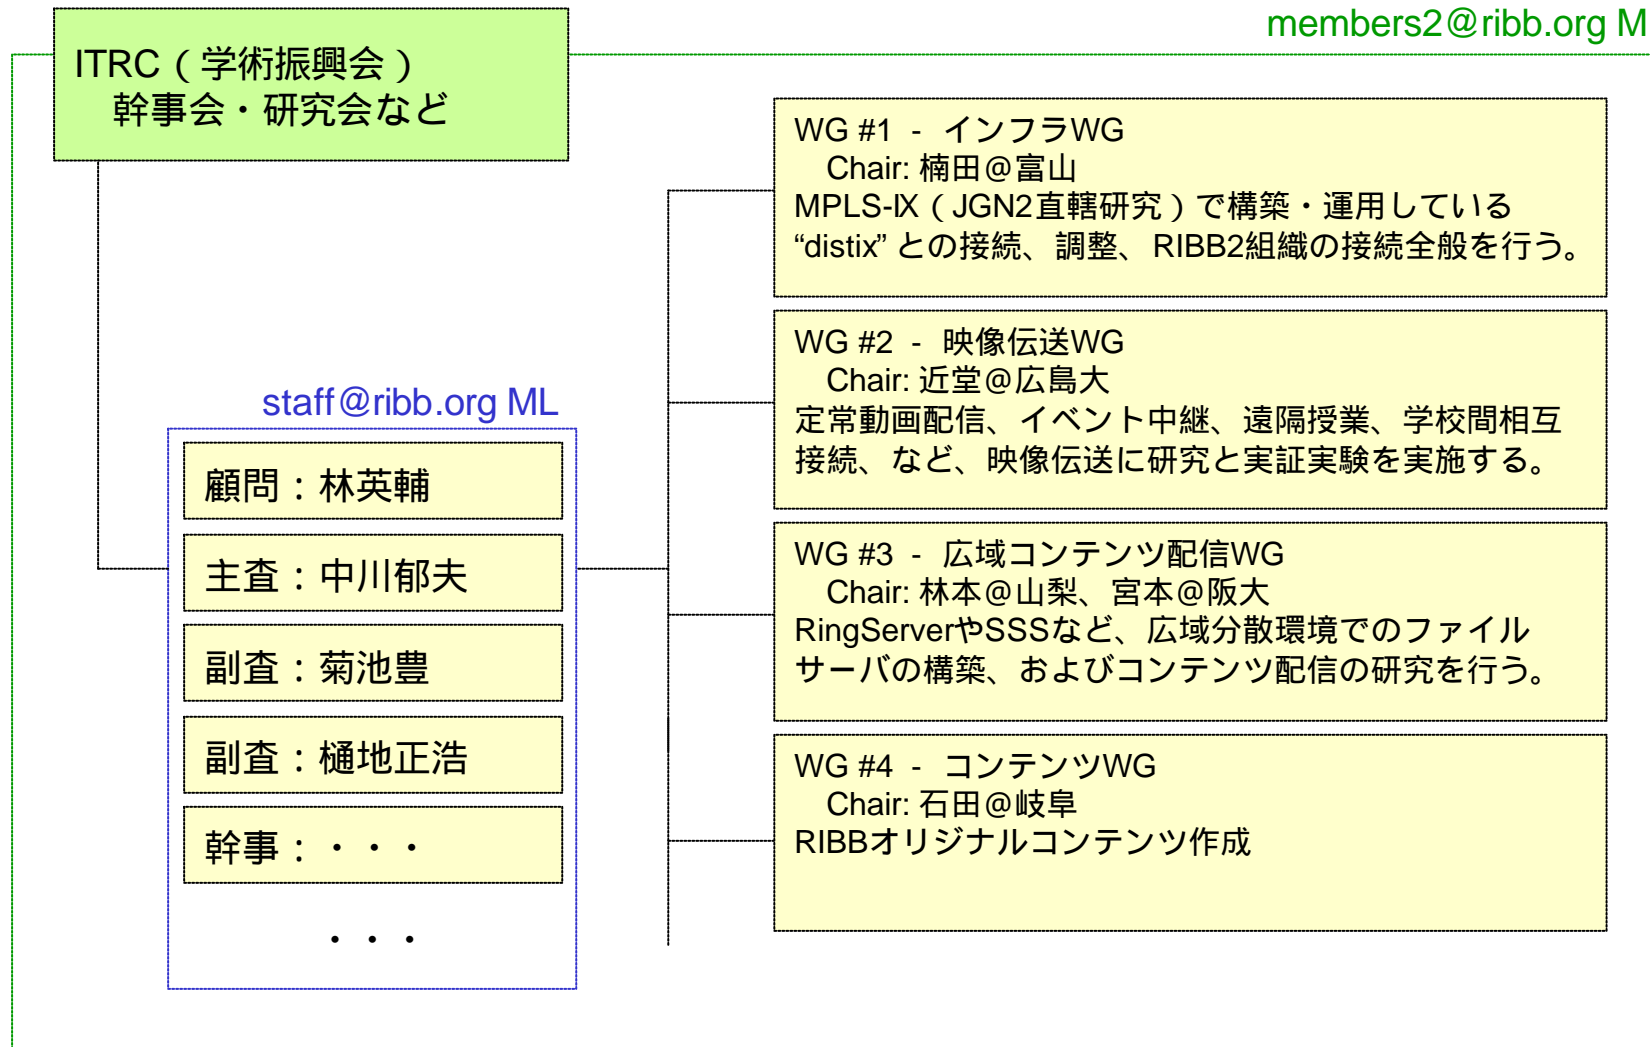 members2@ribb.org M
ITRC（学術振興会）
幹事会・研究会など
staff@ribb.org ML
顧問：林英輔
主査：中川郁夫
副査：菊池豊
副査：樋地正浩
幹事：・・・
・・・
WG #1 - インフラWG
Chair: 楠田＠富山
MPLS-IX（JGN2直轄研究）で構築・運用している
“distix” との接続、調整、RIBB2組織の接続全般を行う。
WG #2 - 映像伝送WG
Chair: 近堂＠広島大
定常動画配信、イベント中継、遠隔授業、学校間相互
接続、など、映像伝送に研究と実証実験を実施する。
WG #3 - 広域コンテンツ配信WG
Chair: 林本＠山梨、宮本＠阪大
RingServerやSSSなど、広域分散環境でのファイル
サーバの構築、およびコンテンツ配信の研究を行う。
WG #4 - コンテンツWG
Chair: 石田＠岐阜
RIBBオリジナルコンテンツ作成